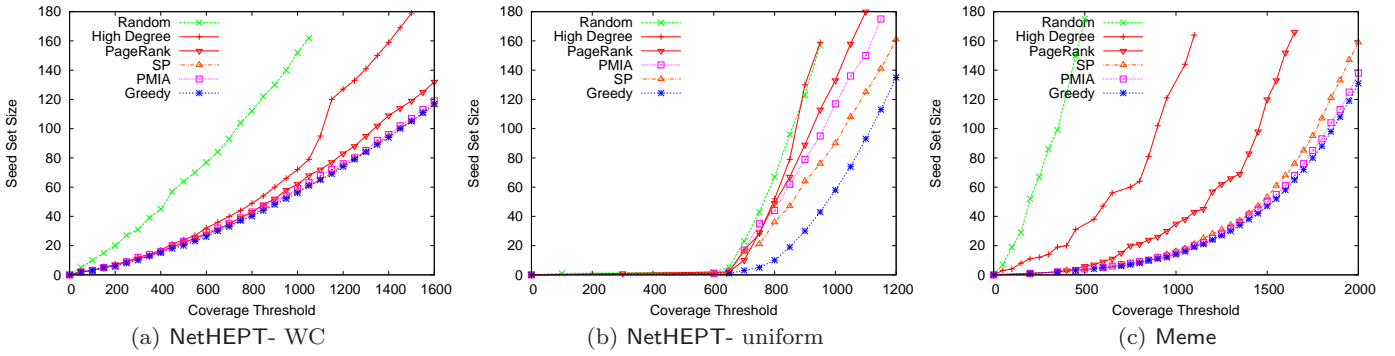 180
160
140
120
100
80
60
40
20
0
Seed Set Size
Random
High Degree
PageRank
SP
PMIA
Greedy
0 200 400 600 800 1000 1200 1400 1600
Coverage Threshold
(a) NetHEPT- WC
180
160
140
120
100
80
60
40
20
0
Seed Set Size
Random
High Degree
PageRank
PMIA
SP
Greedy
0 200 400 600 800 1000 1200
Coverage Threshold
(b) NetHEPT- uniform
180
160
140
120
100
80
60
40
20
0
Seed Set Size
Random
High Degree
PageRank
SP
PMIA
Greedy
0 500 1000 1500 2000
Coverage Threshold
(c) Meme